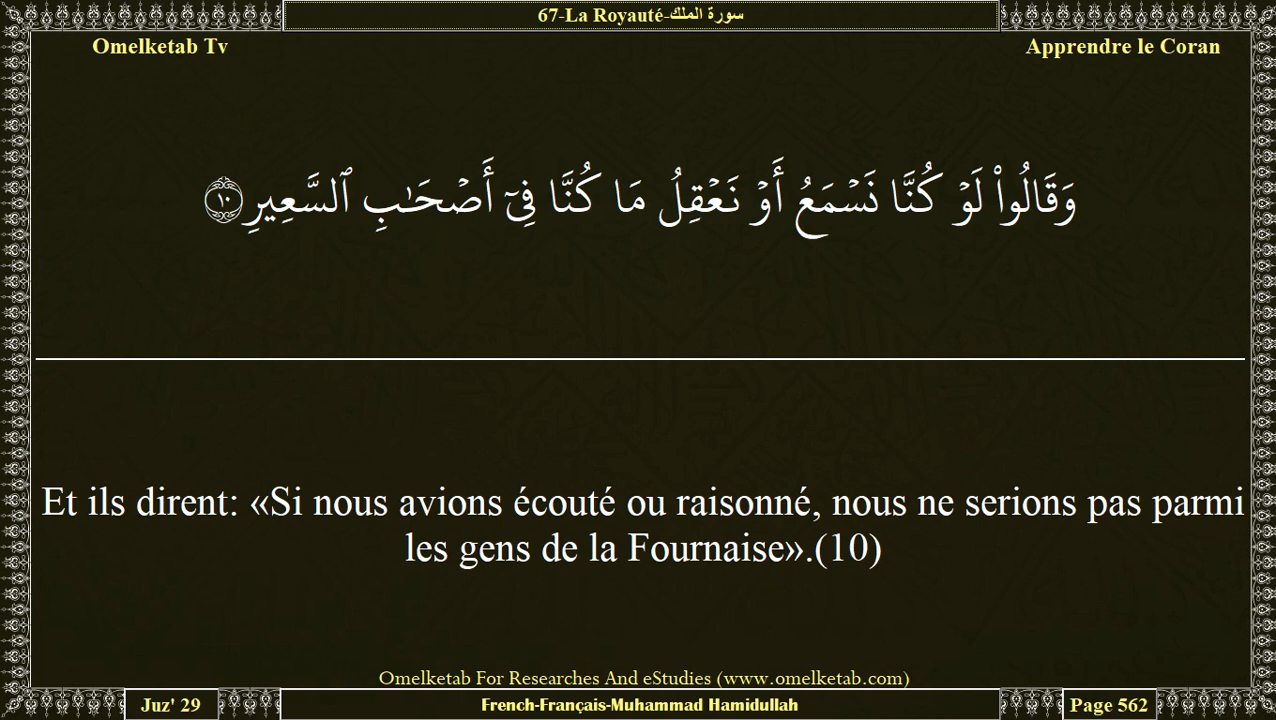 67-La Royauté-سورة الملك
Omelketab Tv
Apprendre le Coran
وَقَالُوا۟ لَوۡ كُنَّا نَسۡمَعُ أَوۡ نَعۡقِلُ مَا كُنَّا فِىٓ أَصۡحَـٰبِ ٱلسَّعِيرِ ١٠
Et ils dirent: «Si nous avions écouté ou raisonné, nous ne serions pas parmi
les gens de la Fournaise».(10)
Omelketab For Researches And eStudies (www.omelketab.com)
Juz' 29
French-Français-Muhammad Hamidullah
Page 562